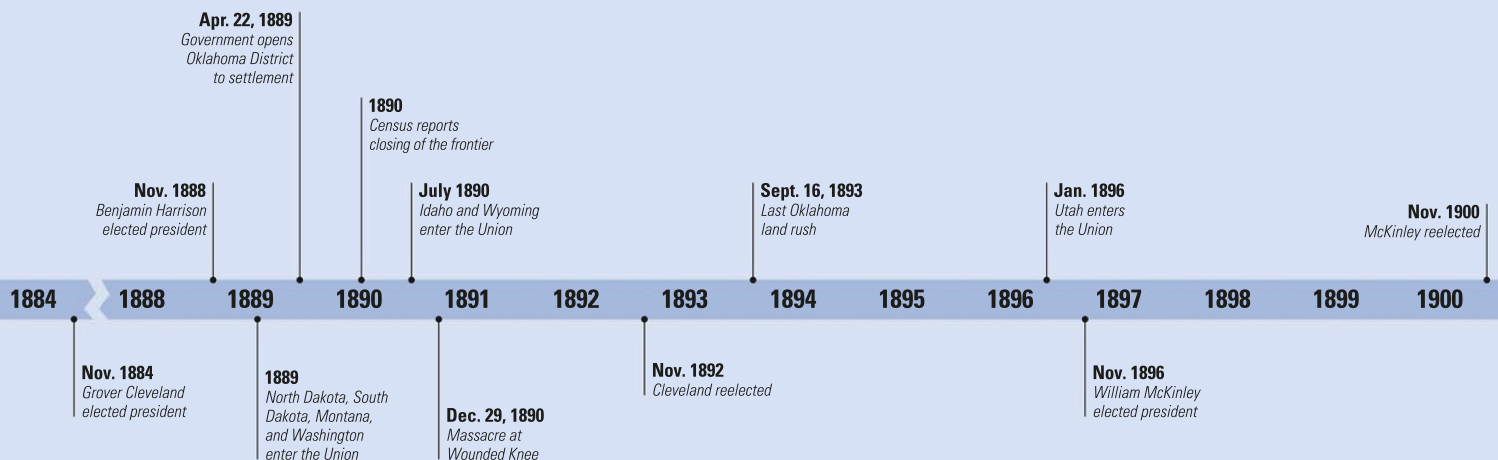 Apr. 22, 1889
Government opens
Oklahoma District
to settlement
1890
Census reports
closing of the frontier
Nov. 1888
Benjamin Harrison
elected president
July 1890
Idaho and Wyoming
enter the Union
Sept. 16, 1893
Last Oklahoma
land rush
Jan. 1896
Utah enters
the Union
Nov. 1900
McKinley reelected
1884 1888 1889 1890 1891 1892 1893 1894 1895 1896 1897 1898 1899 1900
Nov. 1884
Grover Cleveland
elected president
1889
North Dakota, South
Dakota, Montana,
and Washington
enter the Union
Dec. 29, 1890
Massacre at
Wounded Knee
Nov. 1892
Cleveland reelected
Nov. 1896
William McKinley
elected president